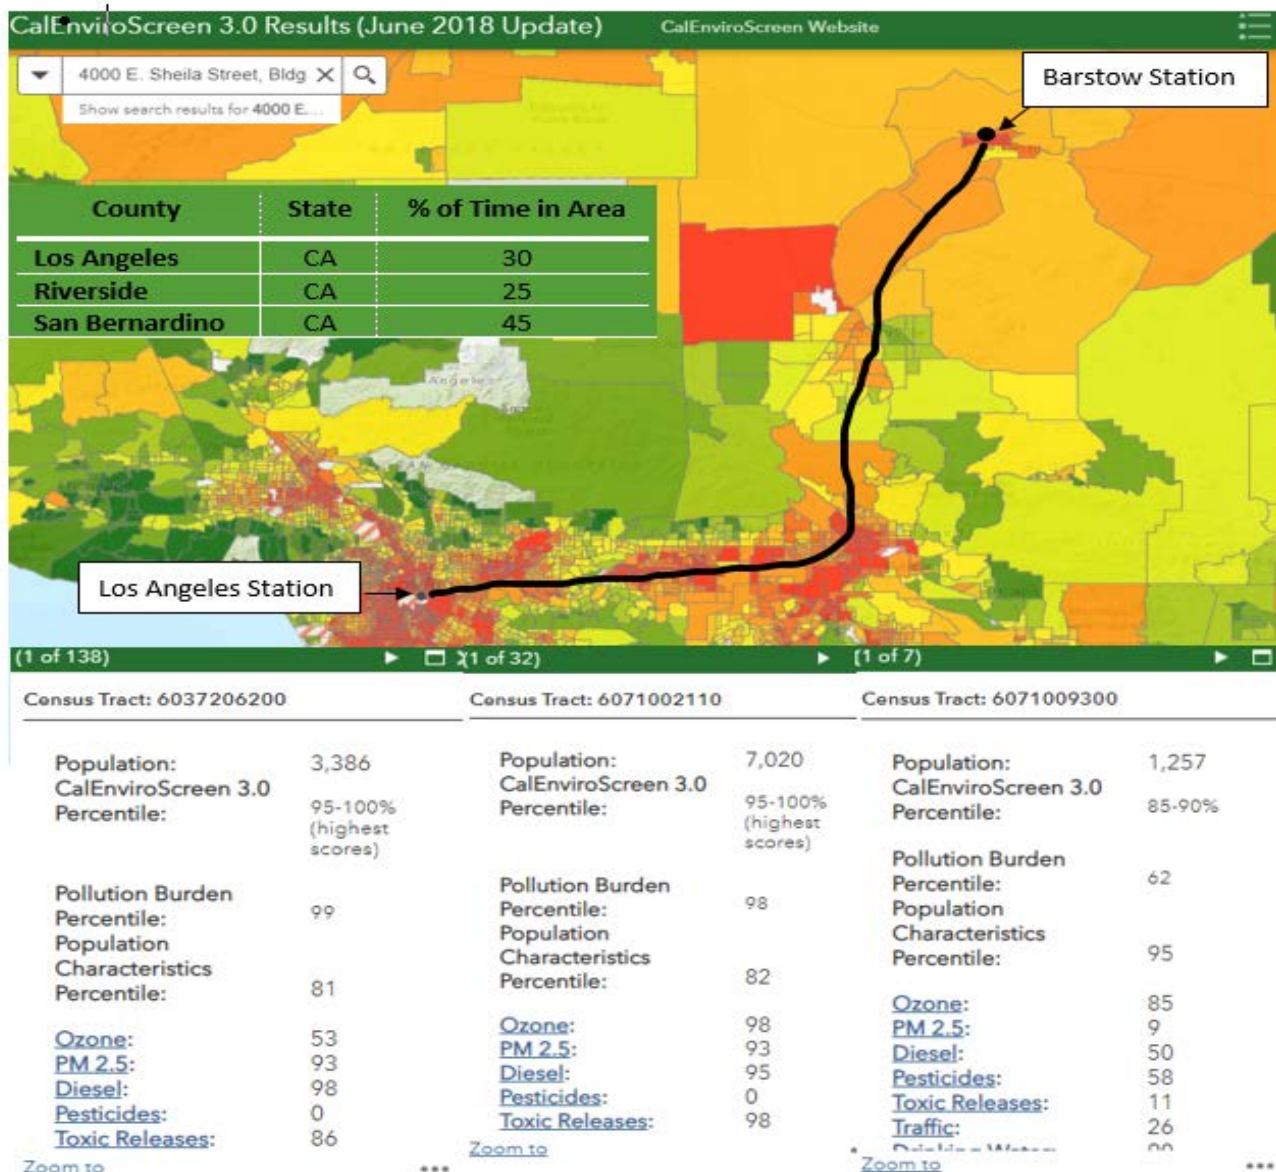 CalEnviroScreen 3.0 Results (June 2018 Update) CalEnviroScreen Website
4000 E. Sheila Street, Bldg
Show search results for 4000 E....
Barstow Station
County State % of Time in Area
Los Angeles CA 30
Riverside CA 25
San Bernardino CA 45
Angeles
Los Angeles Station
(1 of 138) (1 of 32) (1 of 7)
Census Tract: 6037206200
Population: 3,386
CalEnviroScreen 3.0
Percentile: 95-100%
(highest
scores)
Pollution Burden
Percentile: 99
Population
Characteristics
Percentile: 81
Ozone: 53
PM 2.5: 93
Diesel: 98
Pesticides: 0
Toxic Releases: 86
Zoom to
Census Tract: 6071002110
Population: 7,020
CalEnviroScreen 3.0
Percentile: 95-100%
(highest
scores)
Pollution Burden
Percentile: 98
Population
Characteristics
Percentile: 82
Ozone: 98
PM 2.5: 93
Diesel: 95
Pesticides: 0
Toxic Releases: 98
Zoom to
Census Tract: 6071009300
Population: 1,257
CalEnviroScreen 3.0
Percentile: 85-90%
Pollution Burden
Percentile: 62
Population
Characteristics
Percentile: 95
Ozone: 85
PM 2.5: 9
Diesel: 50
Pesticides: 58
Toxic Releases: 11
Traffic: 26
Drinking Water:
Zoom to